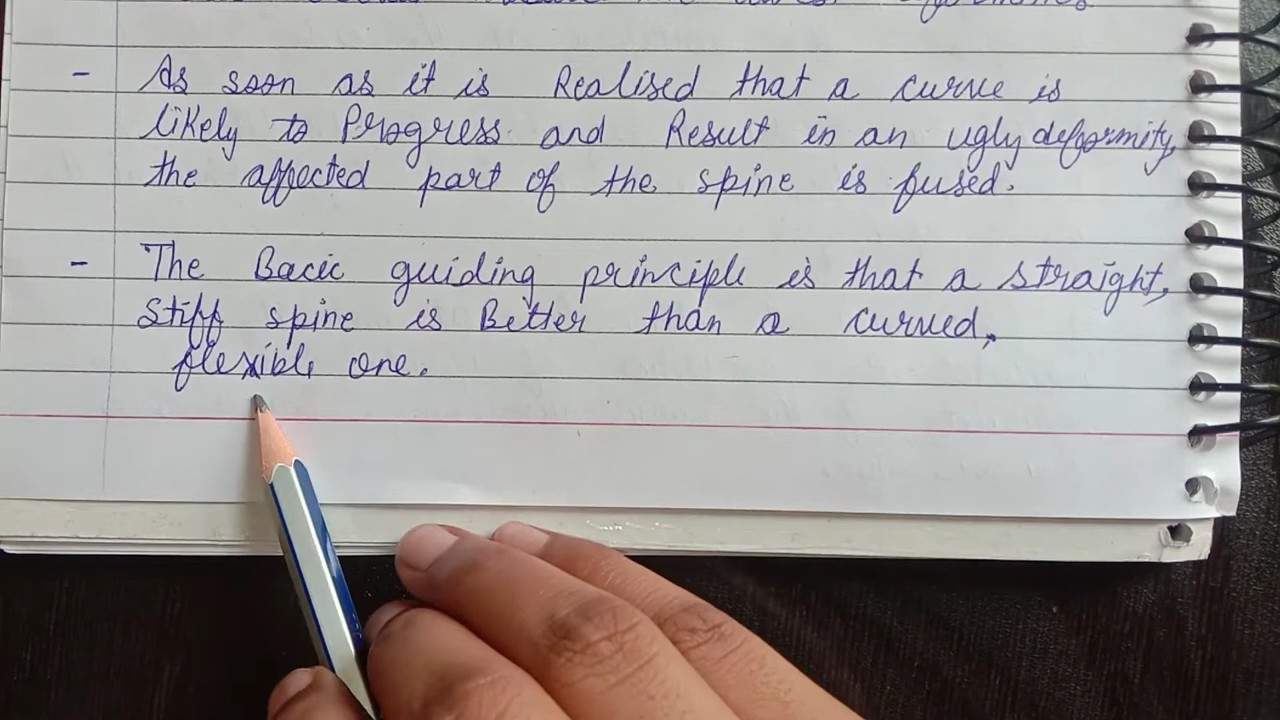 - As soon as it is Realised that a curve is
likely to Progress and Result in an ugly deformity,
the affected part of the spine is fused.
- The Bacic guiding principle is that a straight,
stiff spine is Better than a curved,
flexible one.